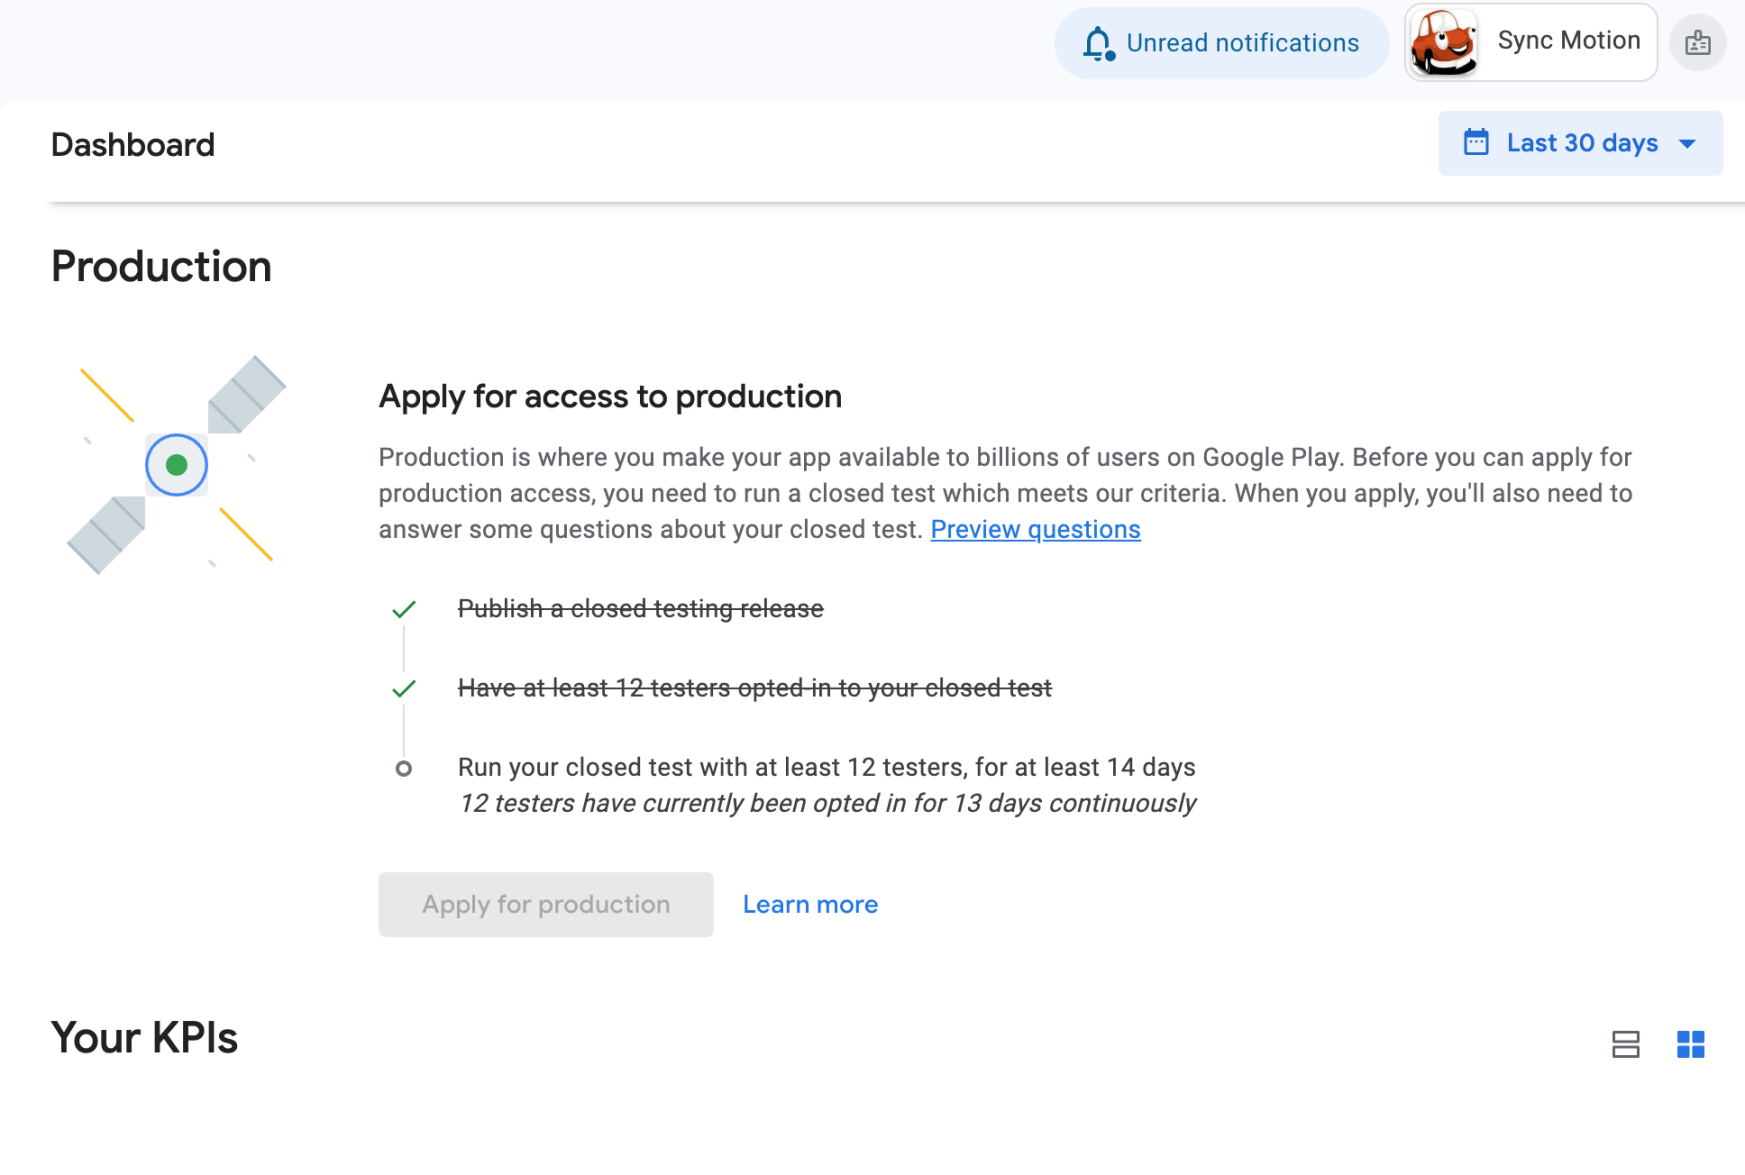 Unread notifications
Sync Motion
Dashboard
Last 30 days
Production
Apply for access to production
Production is where you make your app available to billions of users on Google Play. Before you can apply for
production access, you need to run a closed test which meets our criteria. When you apply, you'll also need to
answer some questions about your closed test. Preview questions
Publish a closed testing release
Have at least 12 testers opted-in to your closed test
Run your closed test with at least 12 testers, for at least 14 days
12 testers have currently been opted in for 13 days continuously
Apply for production
Learn more
Your KPIs